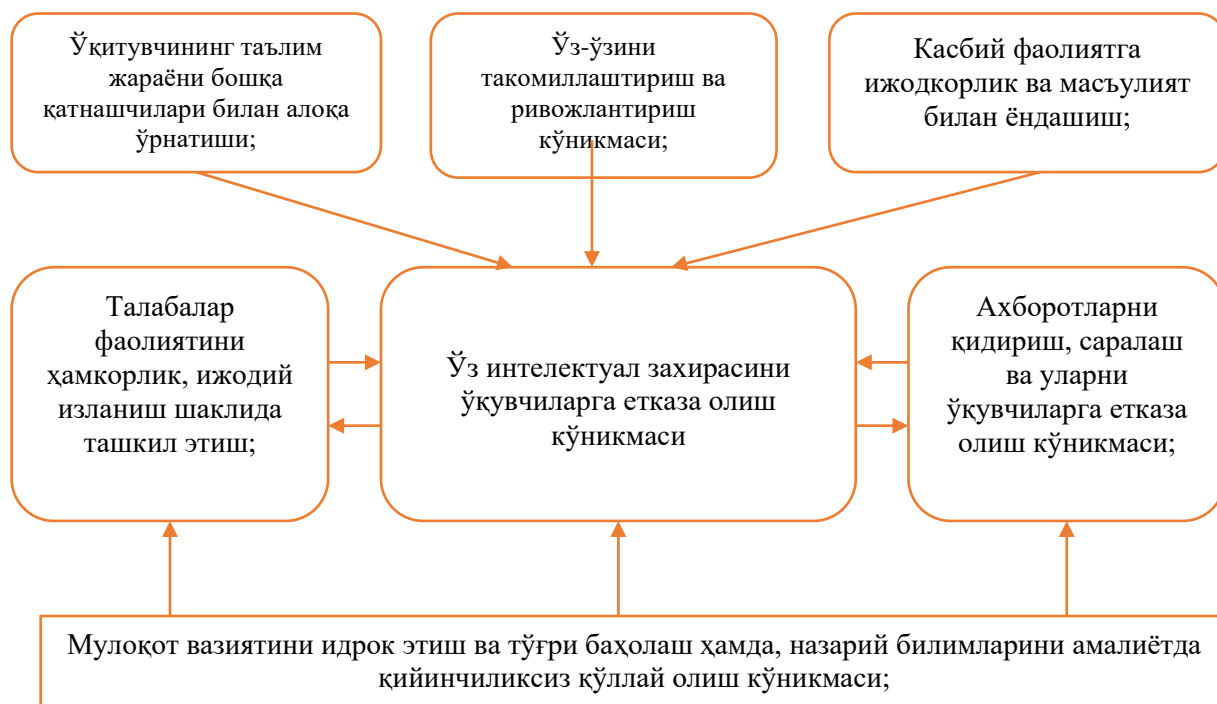 Ўқитувчининг таълим
жараёни бошқа
қатнашчилари билан алоқа
ўрнатиши;
Ўз-ўзини
такомиллаштириш ва
ривожлантириш
кўникмаси;
Касбий фаолиятга
ижодкорлик ва масъулият
билан ёндашиш;
Талабалар
фаолиятини
ҳамкорлик, ижодий
изланиш шаклида
ташкил этиш;
Ўз интелектуал захирасини
ўқувчиларга етказа олиш
кўникмаси
Ахборотларни
қидириш, саралаш
ва уларни
ўқувчиларга етказа
олиш кўникмаси;
Мулоқот вазиятини идрок этиш ва тўғри баҳолаш ҳамда, назарий билимларини амалиётда
қийинчиликсиз қўллай олиш кўникмаси;